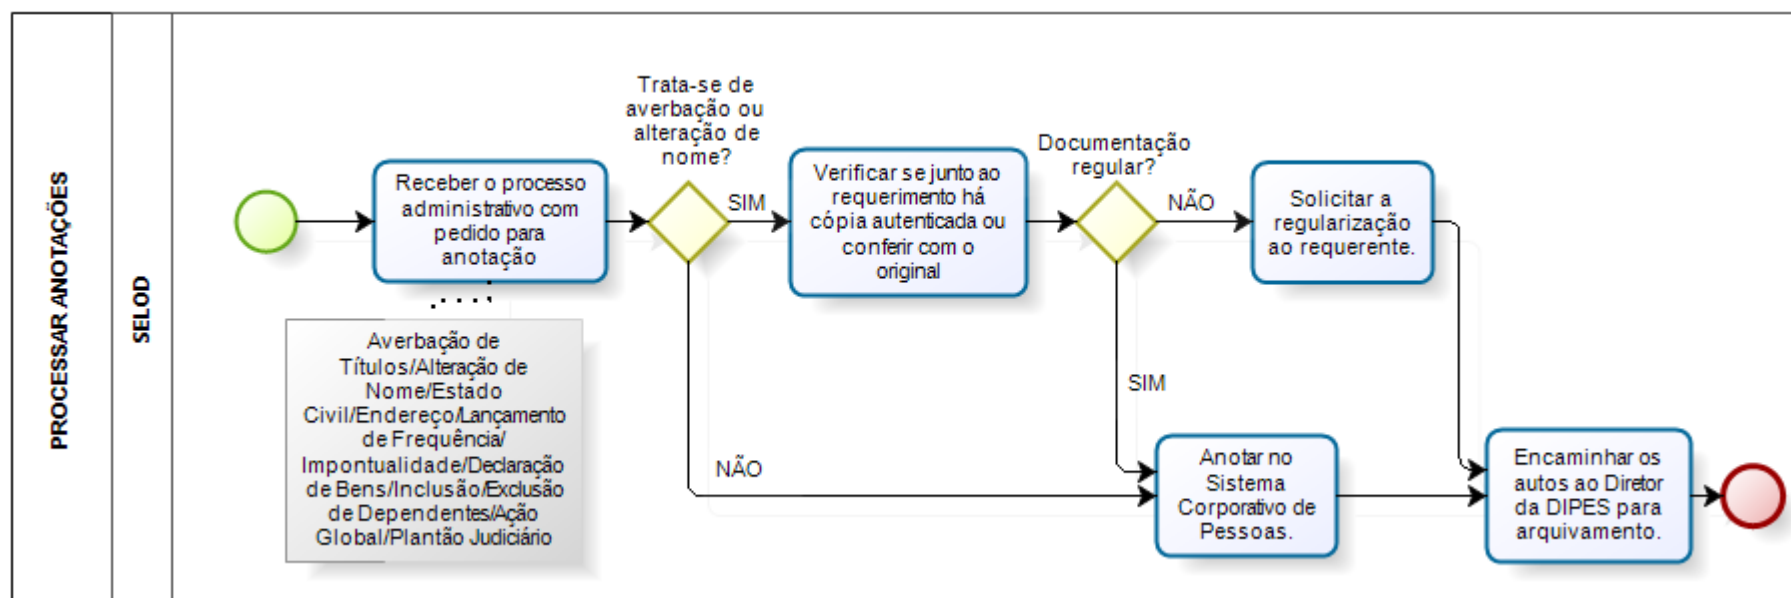 PROCESSAR ANOTAÇÕES
SELOD
Receber o processo
administrativo com
pedido para
anotação
Averbação de
Títulos/Alteração de
Nome/Estado
Civil/Endereço/Lançamento
de Frequência/
Impontualidade/Declaração
de Bens/Inclusão/Exclusão
de Dependentes/Ação
Global/Plantão Judiciário
Trata-se de
averbação ou
alteração de
nome?
SIM
NÃO
Verificar se junto ao
requerimento há
cópia autenticada ou
conferir com o
original
Documentação
regular?
NÃO
SIM
Solicitar a
regularização
ao requerente.
Anotar no
Sistema
Corporativo de
Pessoas.
Encaminhar os
autos ao Diretor
da DIPES para
arquivamento.